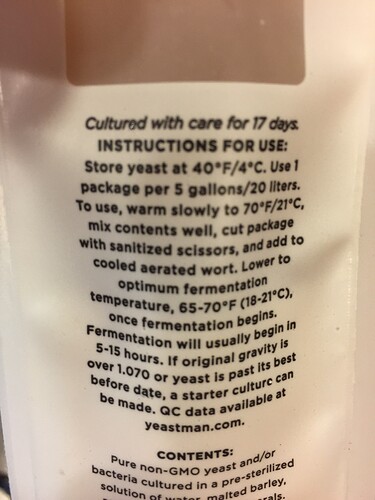 Cultured with care for 17 days.
INSTRUCTIONS FOR USE:
Store yeast at 40°F/4°C. Use 1
package per 5 gallons/20 liters.
To use, warm slowly to 70°F/21°C,
mix contents well, cut package
with sanitized scissors, and add to
cooled aerated wort. Lower to
optimum fermentation
temperature, 65-70°F (18-21°C),
once fermentation begins.
Fermentation will usually begin in
5-15 hours. If original gravity is
over 1.070 or yeast is past its best
before date, a starter culture can
be made. QC data available at
yeastman.com.
CONTENTS:
Pure non-GMO yeast and/or
bacteria cultured in a pre-sterilized
solution of water, malted barley,